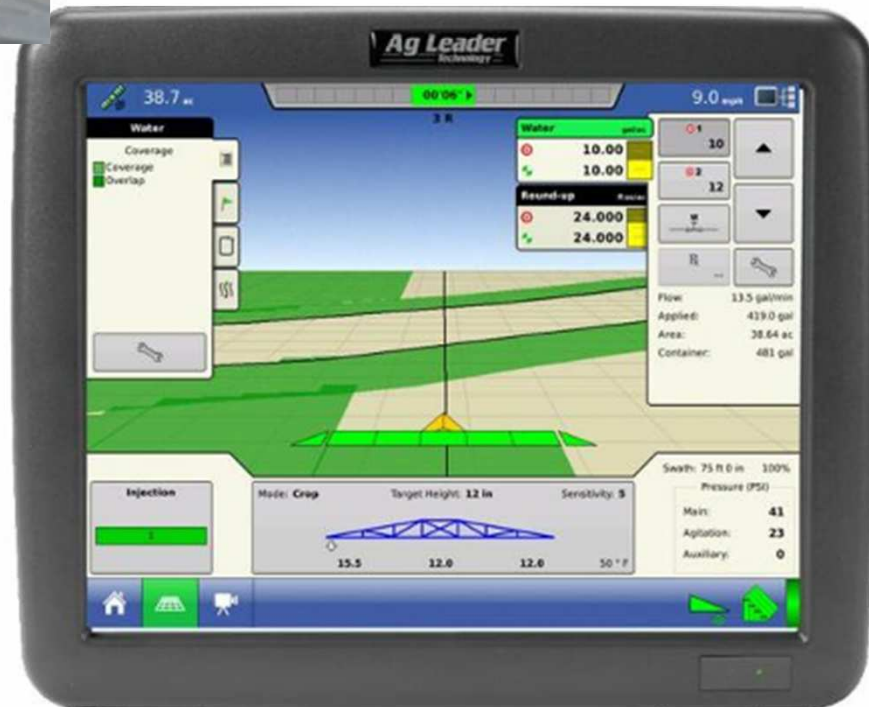 Ag Leader
Technology
38.7 ac
00'06"
9.0 mph
3 R
Water
Coverage
Coverage
Overlap
Water
10.00
10.00
Round-up
24.000
24.000
1
10
2
12
Flow: 13.5 gal/min
Applied: 419.0 gal
Area: 38.64 ac
Container: 481 gal
Swath: 75 ft 0 in 100%
Pressure (PSI)
Main: 41
Agitation: 23
Auxiliary: 0
Injection
1
Mode: Crop Target Height: 12 in Sensitivity: 5
15.5 12.0 12.0 50 ° F